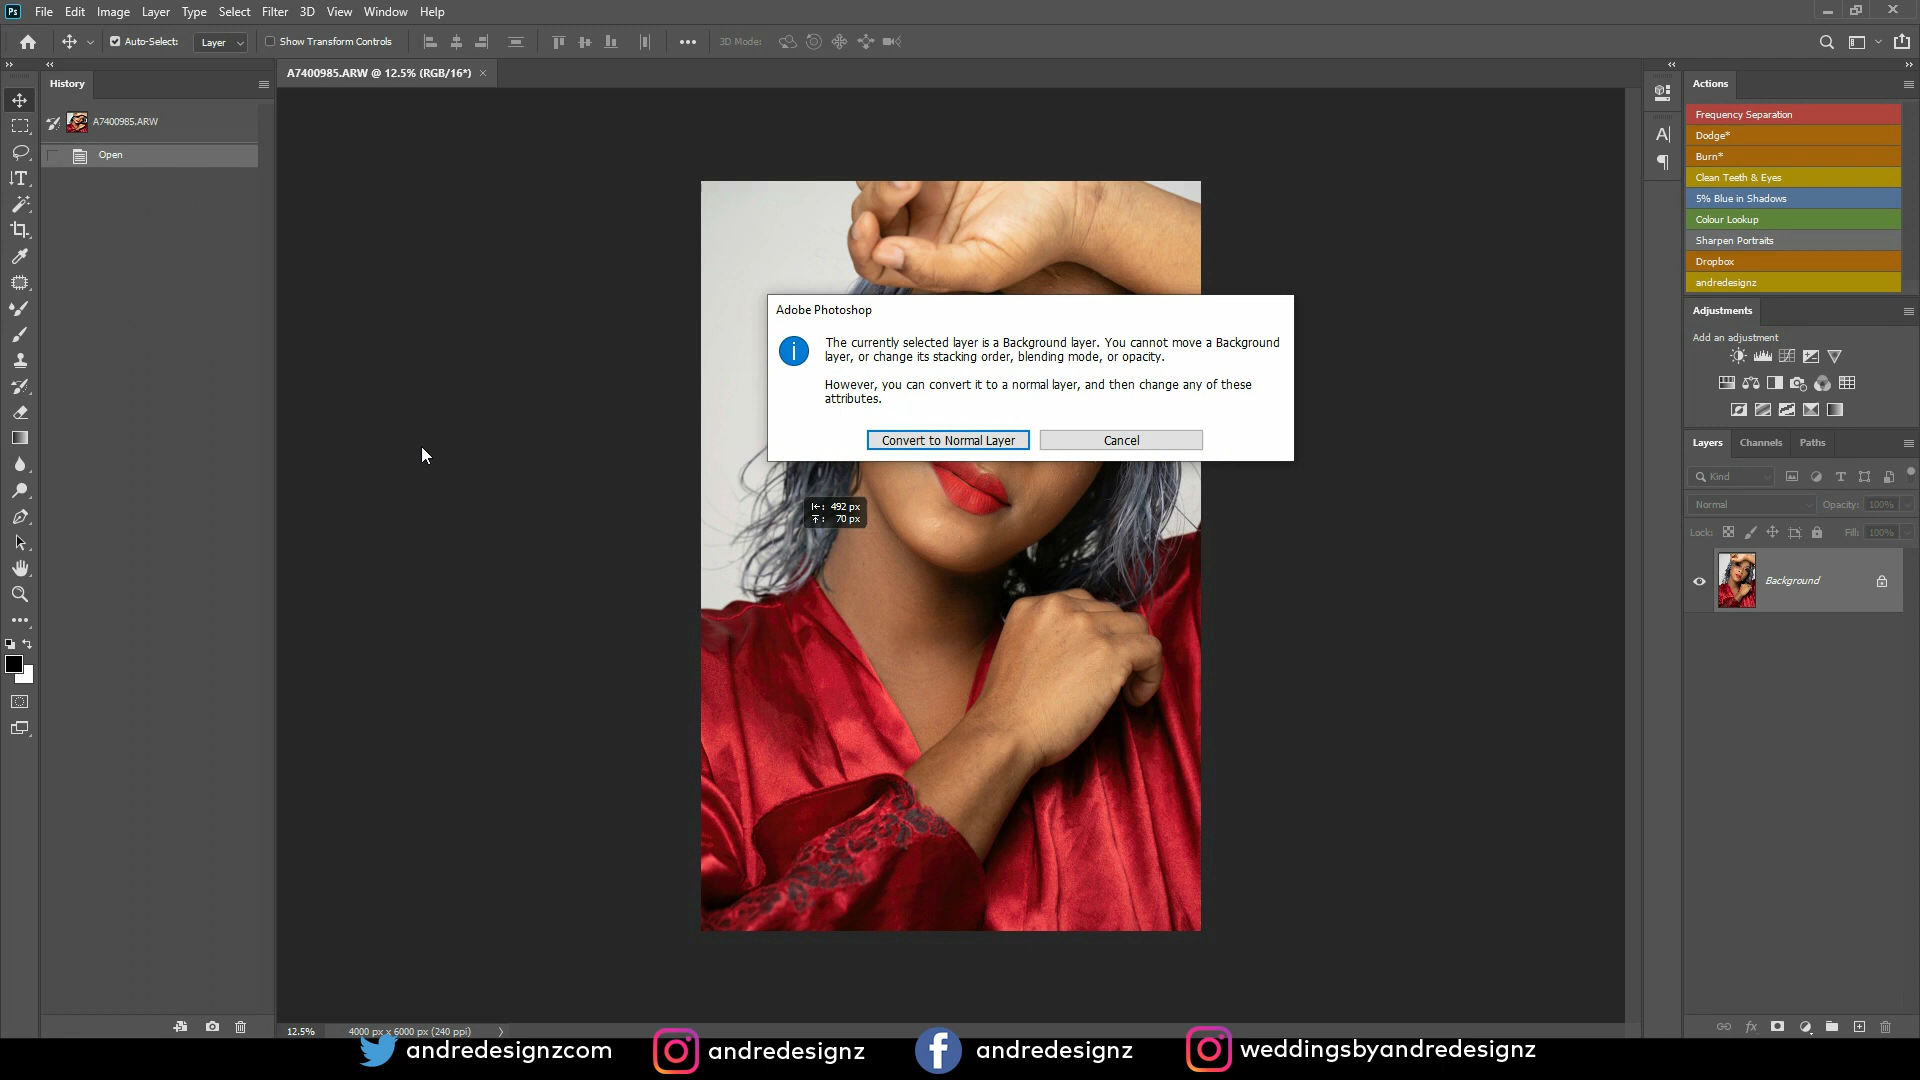 Ps File Edit Image Layer Type Select Filter 3D View Window Help
Auto-Select: Layer Show Transform Controls 3D Mode:
History
A7400985.ARW
Open
A7400985.ARW @ 12.5% (RGB/16*)
Adobe Photoshop
The currently selected layer is a Background layer. You cannot move a Background
layer, or change its stacking order, blending mode, or opacity.
However, you can convert it to a normal layer, and then change any of these
attributes.
Convert to Normal Layer Cancel
492 px
70 px
Actions
Frequency Separation
Dodge*
Burn*
Clean Teeth & Eyes
5% Blue in Shadows
Colour Lookup
Sharpen Portraits
Dropbox
andredesignz
Adjustments
Add an adjustment
Layers Channels Paths
Kind
Normal Opacity: 100%
Lock: Fill: 100%
Background
fx
12.5% 4000 px x 6000 px (240 ppi)
andredesignzcom andredesignz andredesignz weddingsbyandredesignz